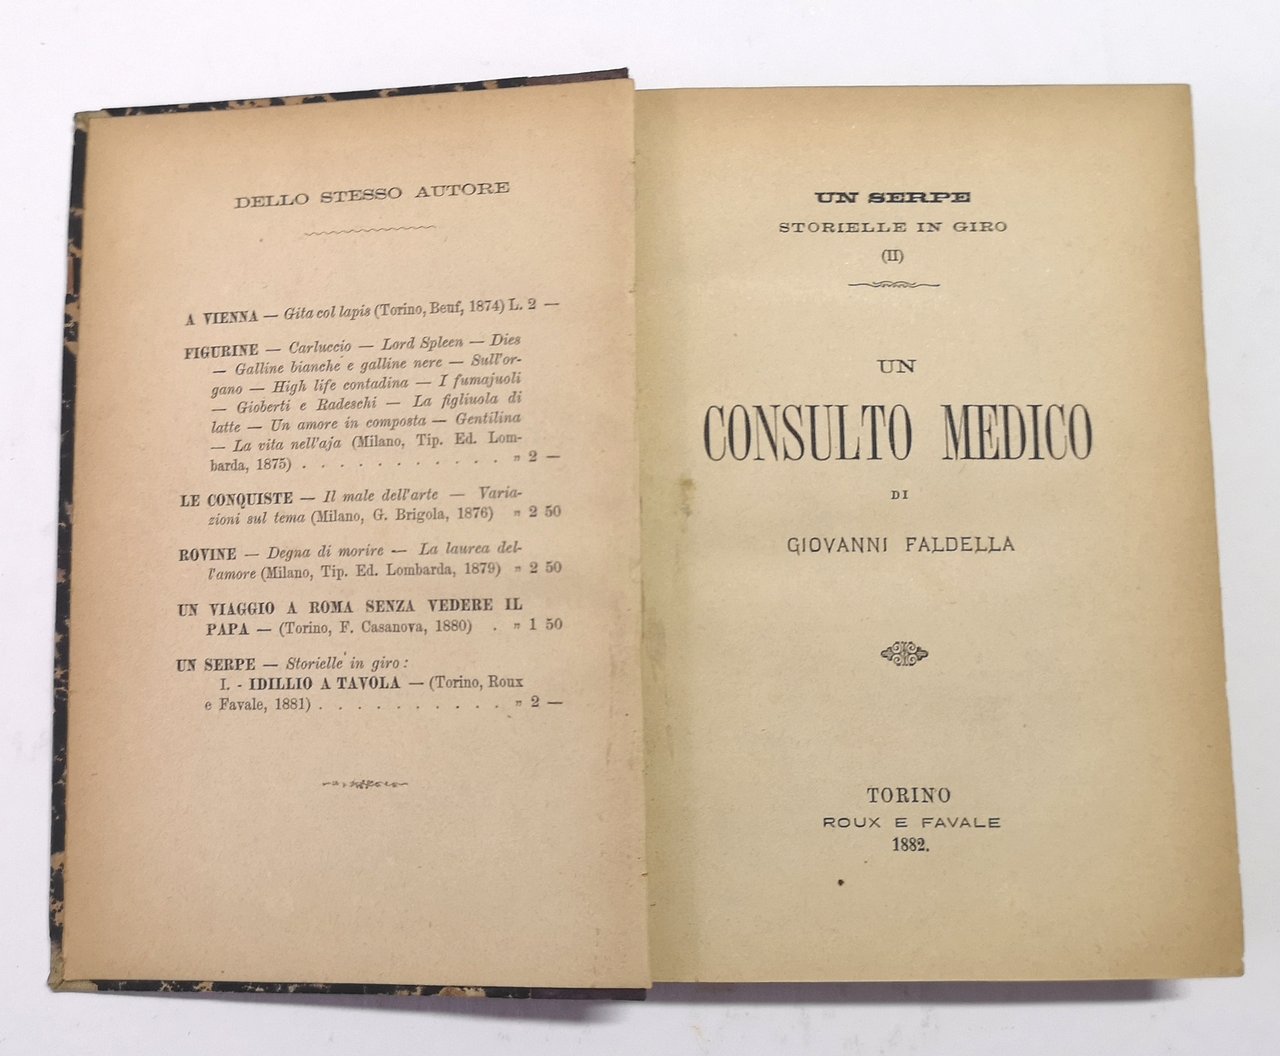 DELLO STESSO AUTORE
A VIENNA — Gita col lapis (Torino, Beuf, 1874) L. 2 —
FIGURINE — Carluccio — Lord Spleen — Dies
— Galline bianche e galline nere — Sull'or-
gano — High life contadina — I fumajuoli
— Gioberti e Radeschi — La figliuola di
latte — Un amore in composta — Gentilina
— La vita nell'aja (Milano, Tip. Ed. Lom-
barda, 1875) . . . . . . . . . . . " 2 —
LE CONQUISTE — Il male dell'arte — Varia-
zioni sul tema (Milano, G. Brigola, 1876) " 2 50
ROVINE — Degna di morire — La laurea del-
l'amore (Milano, Tip. Ed. Lombarda, 1879) " 2 50
UN VIAGGIO A ROMA SENZA VEDERE IL
PAPA — (Torino, F. Casanova, 1880) . " 1 50
UN SERPE — Storielle in giro:
I. - IDILLIO A TAVOLA — (Torino, Roux
e Favale, 1881) . . . . . . . . . . " 2 —
UN SERPE
STORIELLE IN GIRO
(II)
UN
CONSULTO MEDICO
DI
GIOVANNI FALDELLA
TORINO
ROUX E FAVALE
1882.